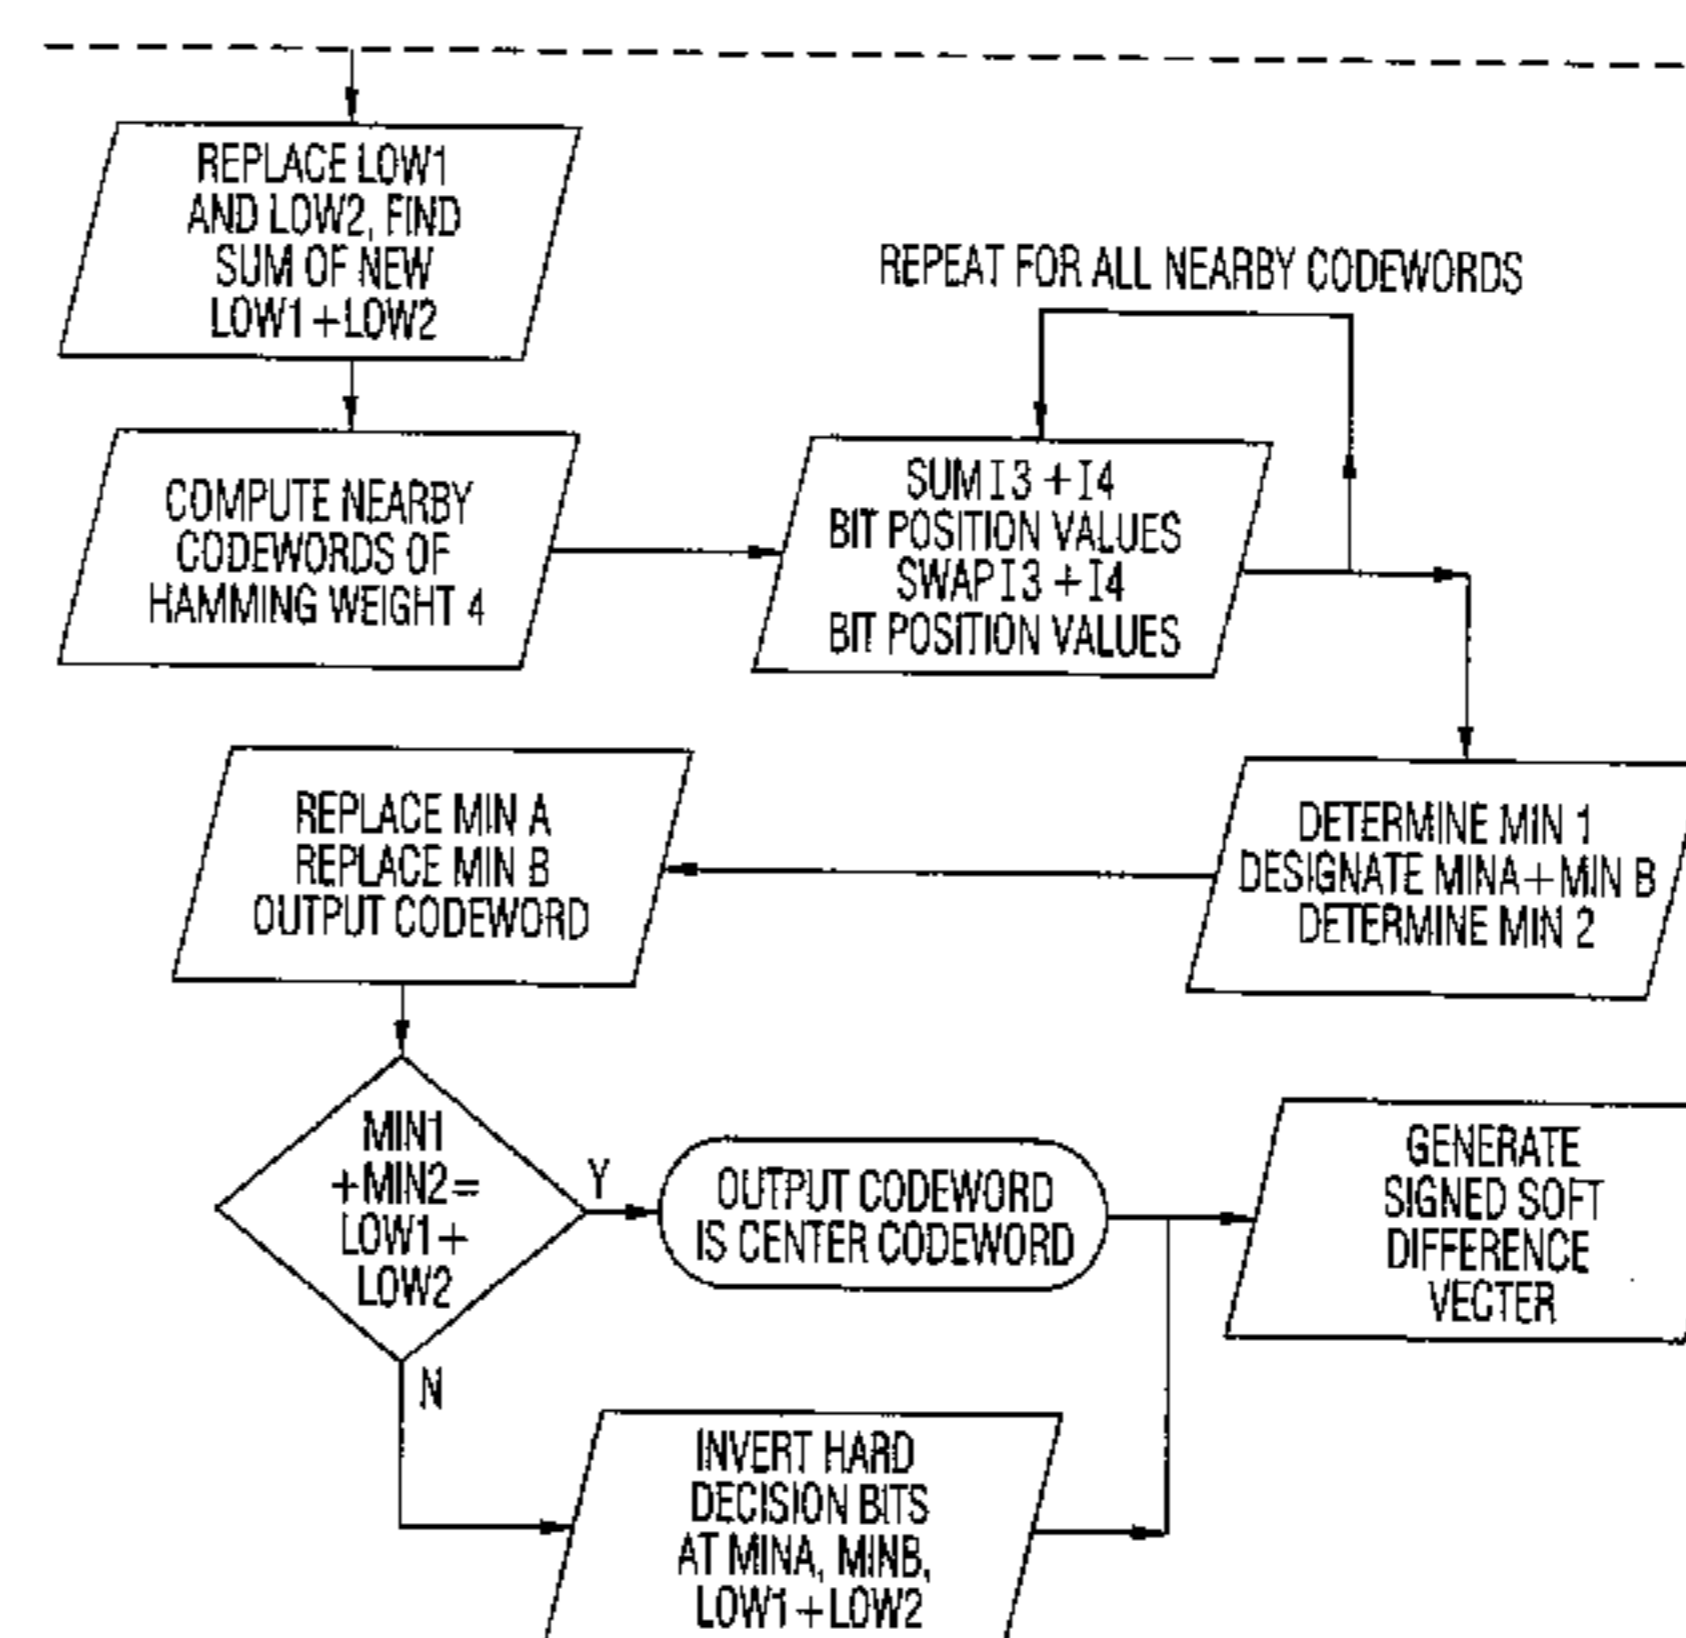 REPLACE LOW1
AND LOW2, FIND
SUM OF NEW
LOW1+LOW2
REPEAT FOR ALL NEARBY CODEWORDS
COMPUTE NEARBY
CODEWORDS OF
HAMMING WEIGHT 4
SUM I3 +I4
BIT POSITION VALUES
SWAP I3 +I4
BIT POSITION VALUES
DETERMINE MIN 1
DESIGNATE MINA+MIN B
DETERMINE MIN 2
REPLACE MIN A
REPLACE MIN B
OUTPUT CODEWORD
MIN1
+MIN2=
LOW1+
LOW2
Y
OUTPUT CODEWORD
IS CENTER CODEWORD
GENERATE
SIGNED SOFT
DIFFERENCE
VECTER
N
INVERT HARD
DECISION BITS
AT MINA, MINB,
LOW1+LOW2